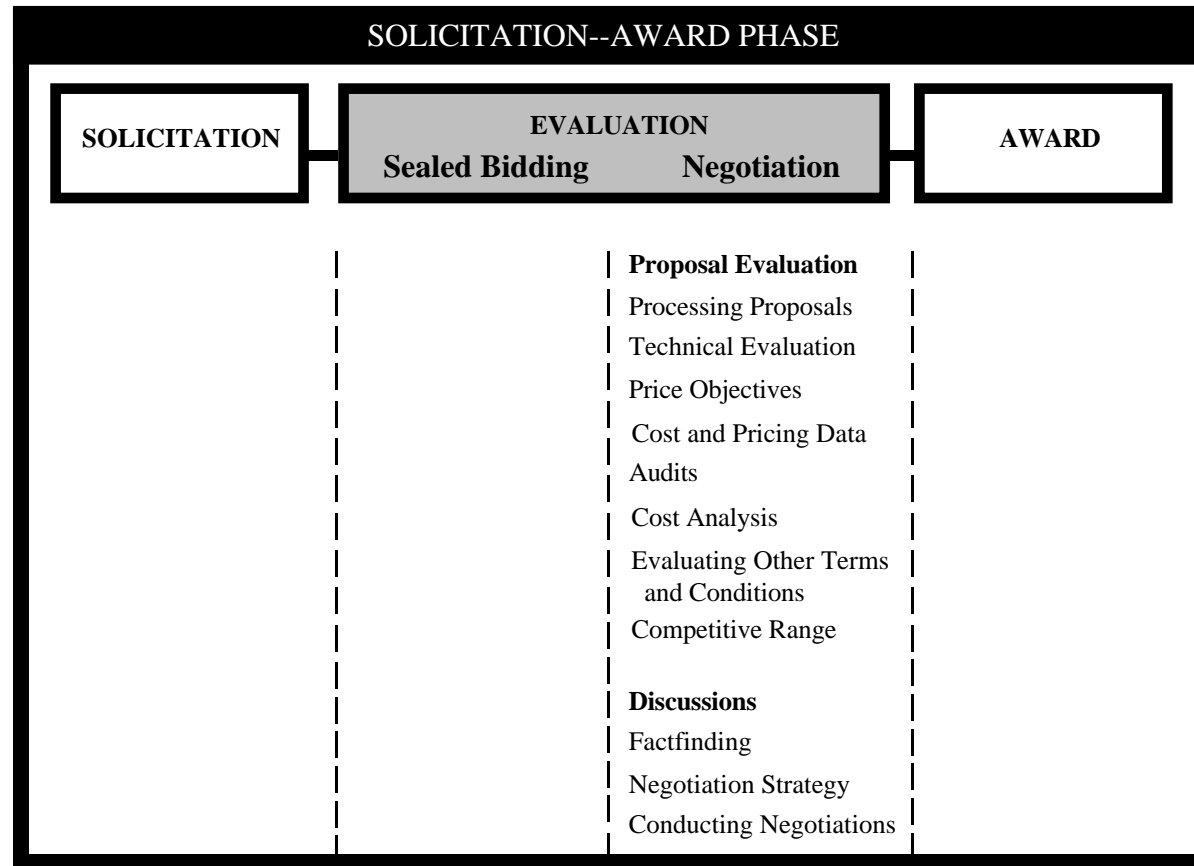 SOLICITATION--AWARD PHASE
SOLICITATION
EVALUATION
Sealed Bidding Negotiation
AWARD
Proposal Evaluation
Processing Proposals
Technical Evaluation
Price Objectives
Cost and Pricing Data
Audits
Cost Analysis
Evaluating Other Terms
and Conditions
Competitive Range
Discussions
Factfinding
Negotiation Strategy
Conducting Negotiations